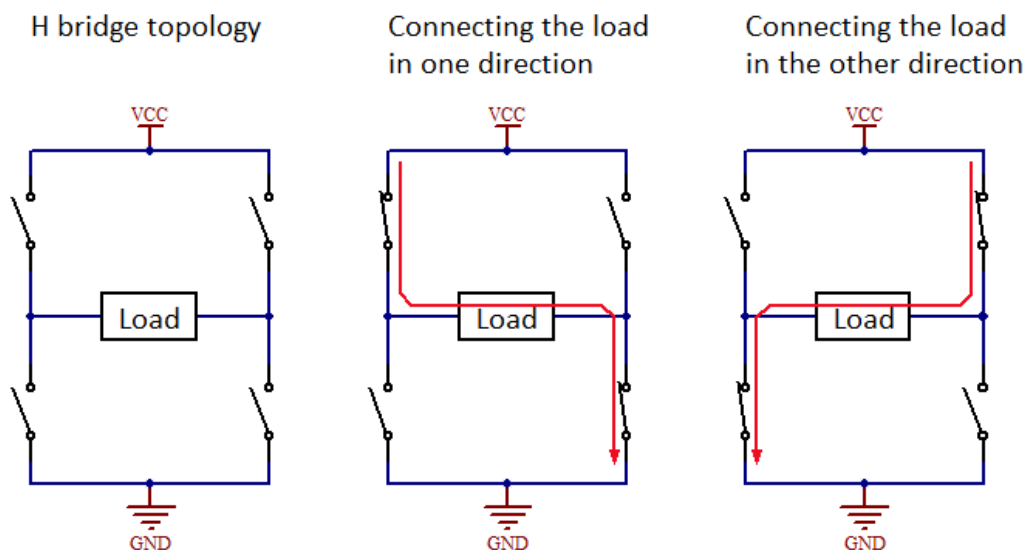 H bridge topology
Connecting the load
in one direction
Connecting the load
in the other direction
VCC
VCC
VCC
Load
Load
Load
GND
GND
GND